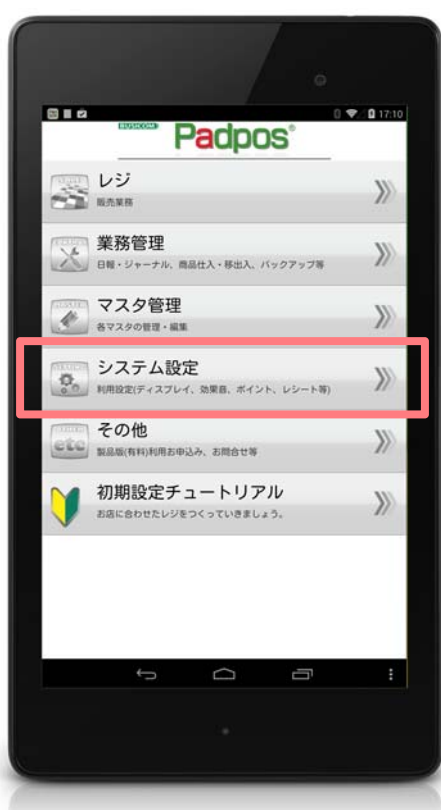 17:10
BUSICOM
Padpos®
レジ
販売業務
業務管理
日報・ジャーナル、商品仕入・移出入、バックアップ等
マスタ管理
各マスタの管理・編集
システム設定
利用設定(ディスプレイ、効果音、ポイント、レシート等)
etc
その他
製品版(有料)利用お申込み、お問合せ等
初期設定チュートリアル
お店に合わせたレジをつくっていきましょう。